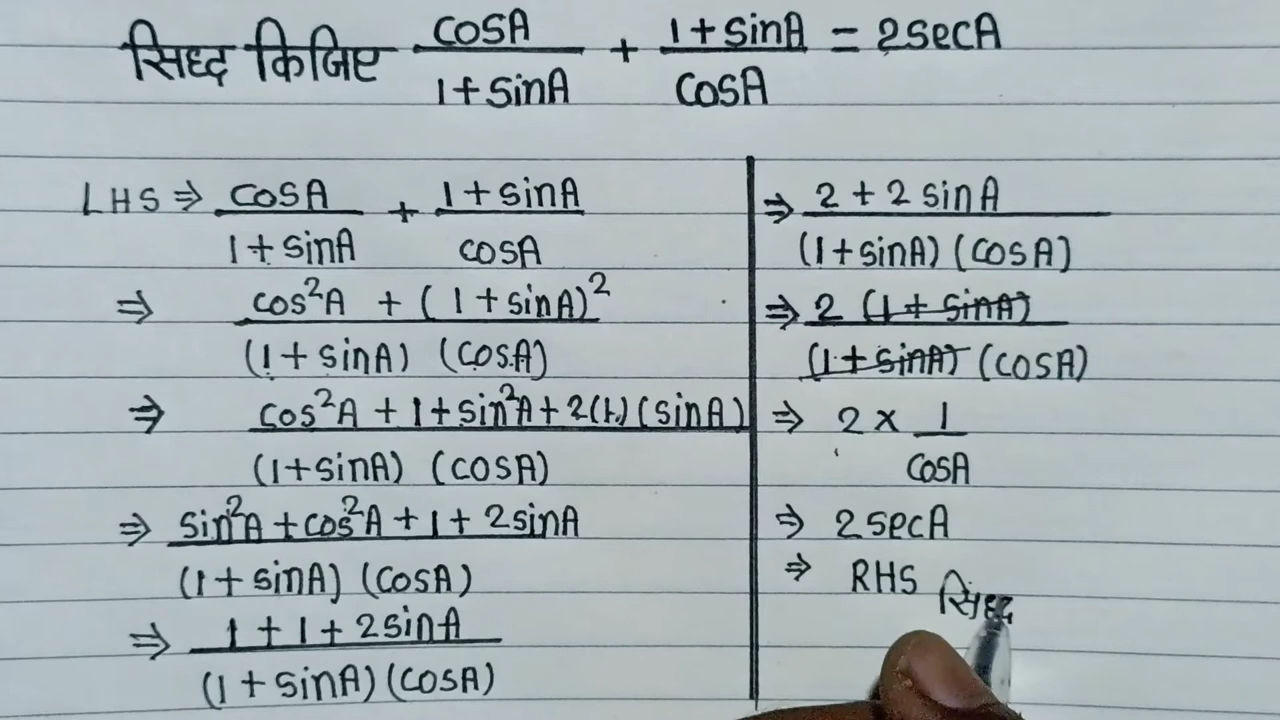 सिध्द किजिए cosA/1+sinA + 1+sinA/cosA = 2secA
LHS ⇒ cosA/1+sinA + 1+sinA/cosA
⇒ cos²A + (1+sinA)²/(1+sinA) (cosA)
⇒ cos²A + 1 + sin²A + 2(1)(sinA)/(1+sinA) (cosA)
⇒ sin²A + cos²A + 1 + 2sinA/(1+sinA) (cosA)
⇒ 1 + 1 + 2sinA/(1+sinA)(cosA)
⇒ 2 + 2 sinA/(1+sinA) (cosA)
⇒ 2 (1+sinA)/(1+sinA) (cosA)
⇒ 2 × 1/cosA
⇒ 2secA
⇒ RHS सिध्द